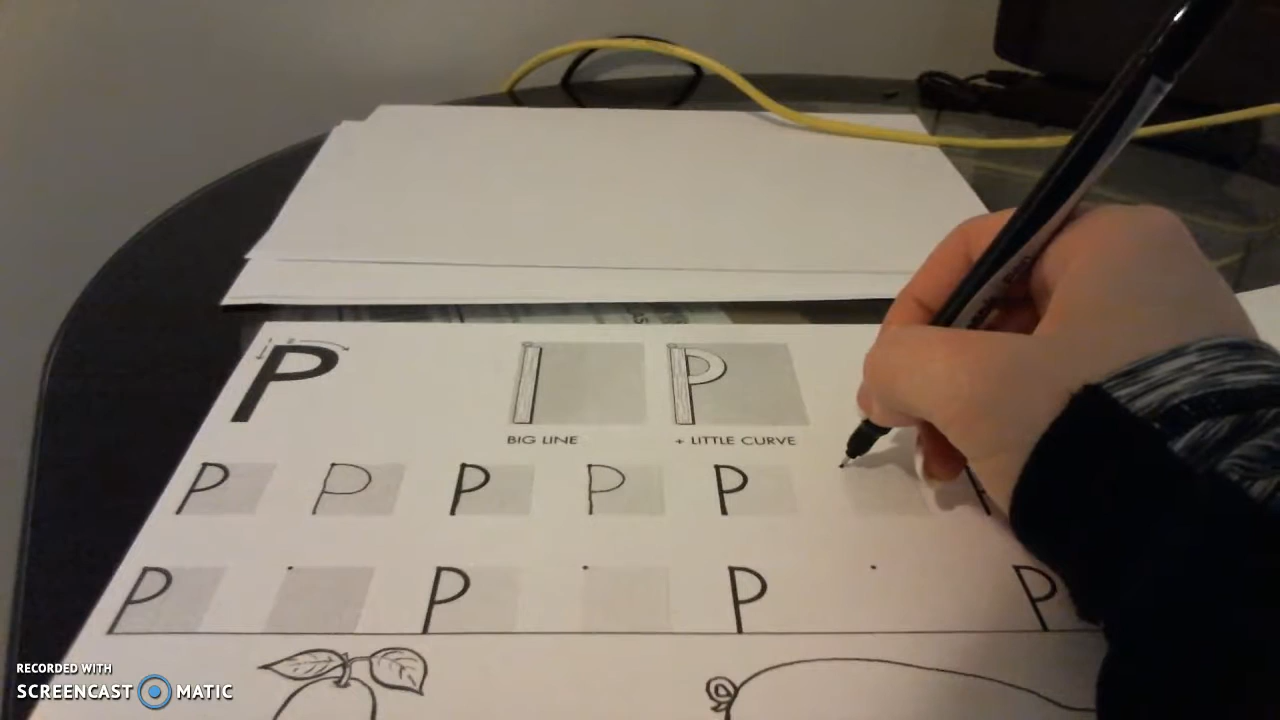 P
BIG LINE
P
+ LITTLE CURVE
P P P P P
P P P P
RECORDED WITH
SCREENCAST MATIC